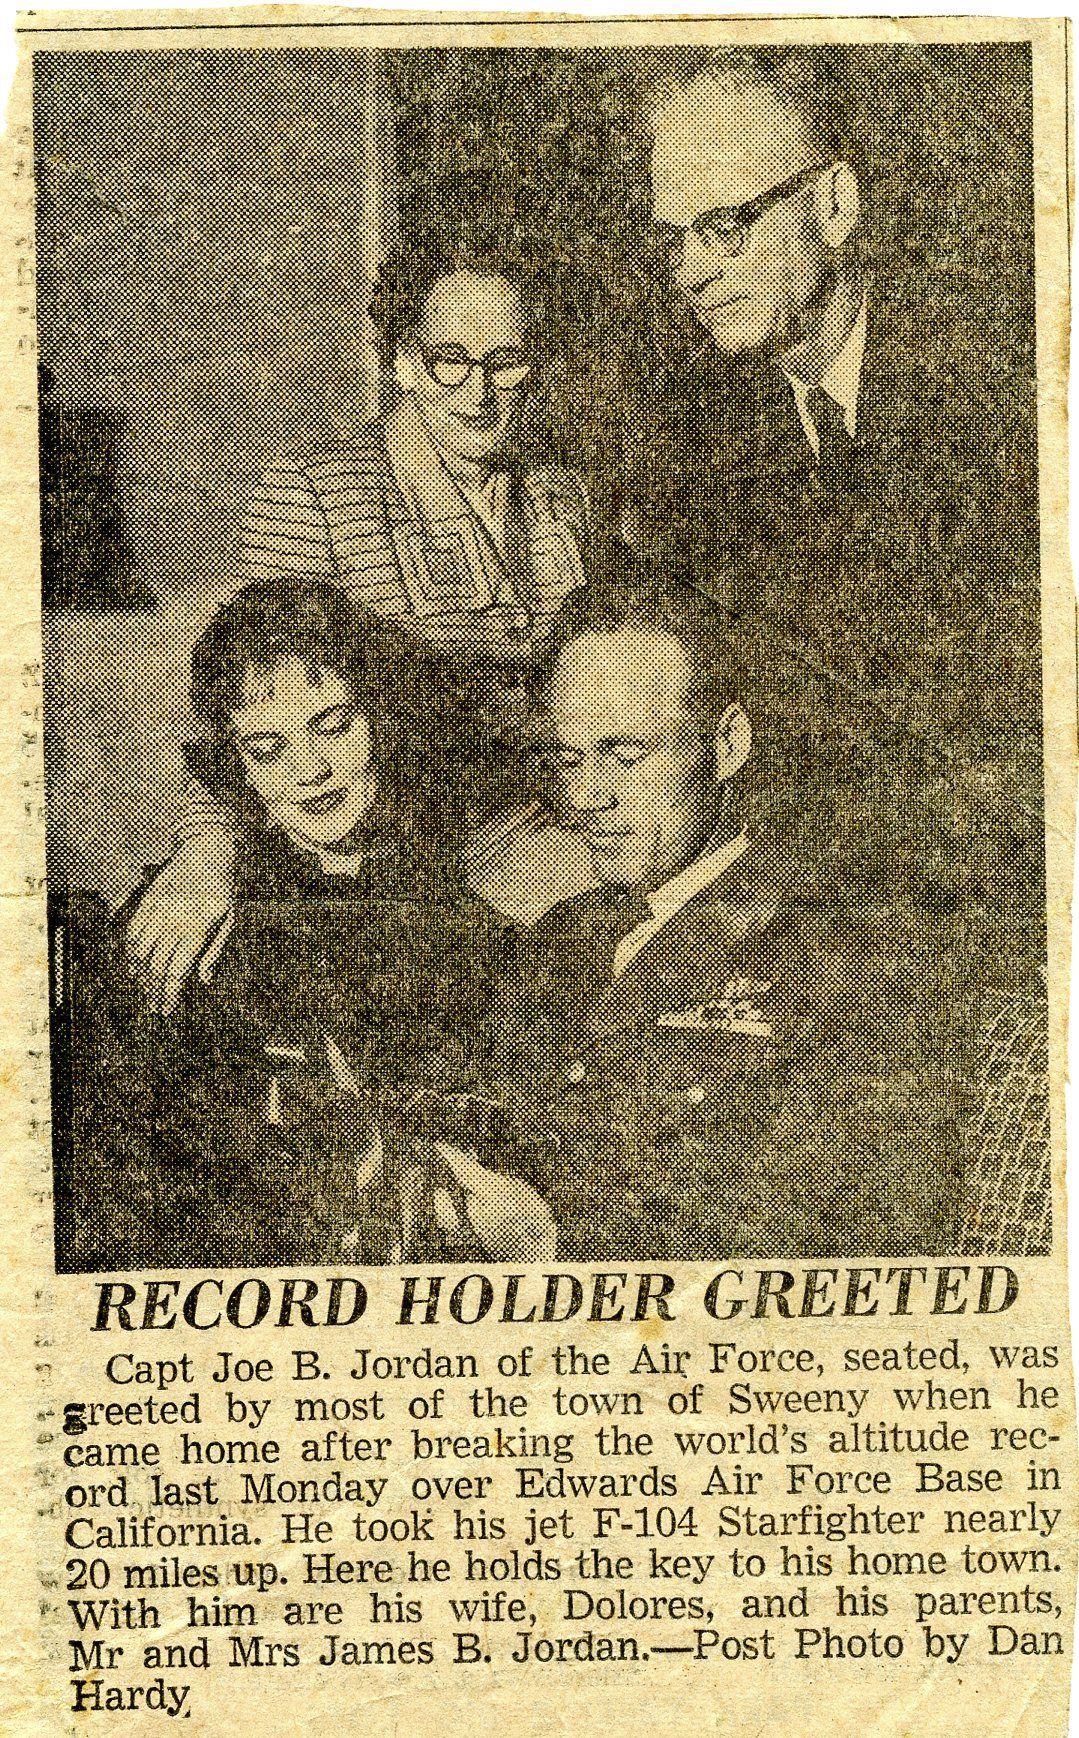 RECORD HOLDER GREETED
Capt Joe B. Jordan of the Air Force, seated, was
greeted by most of the town of Sweeny when he
came home after breaking the world's altitude rec-
ord last Monday over Edwards Air Force Base in
California. He took his jet F-104 Starfighter nearly
20 miles up. Here he holds the key to his home town.
With him are his wife, Dolores, and his parents,
Mr and Mrs James B. Jordan.—Post Photo by Dan
Hardy